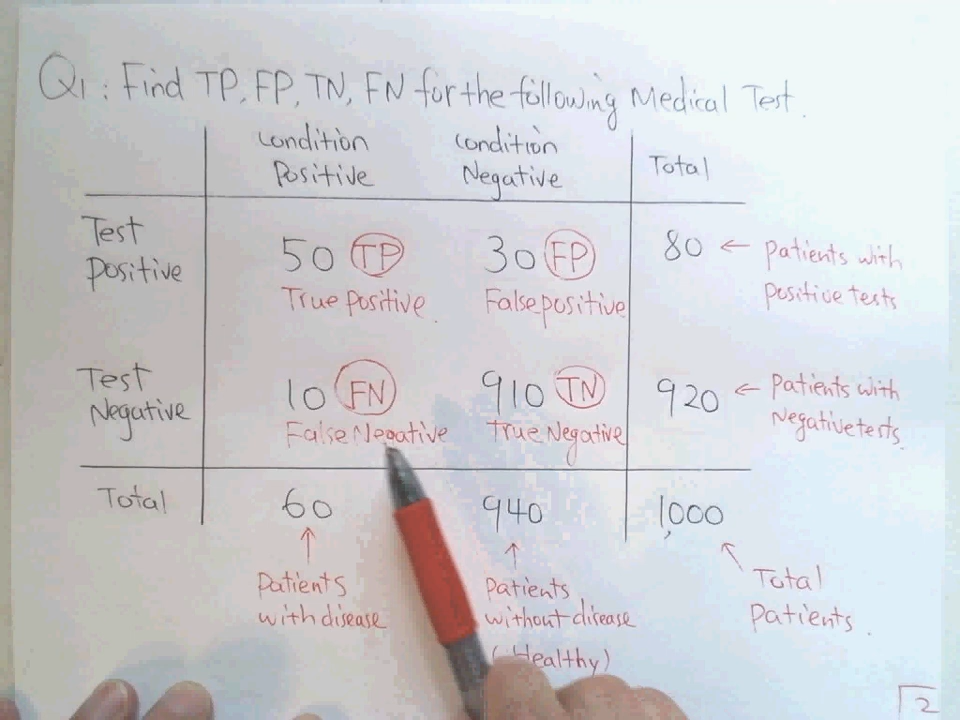 Q1: Find TP, FP, TN, FN for the following Medical Test.
Condition Positive
Condition Negative
Total
Test Positive
50 TP
True positive.
30 FP
False positive
80 ← patients with positive tests
Test Negative
10 FN
False Negative
910 TN
True Negative
920 ← patients with Negative tests.
Total
60
940
1,000
patients with disease
patients without disease
Healthy)
Total patients.
2